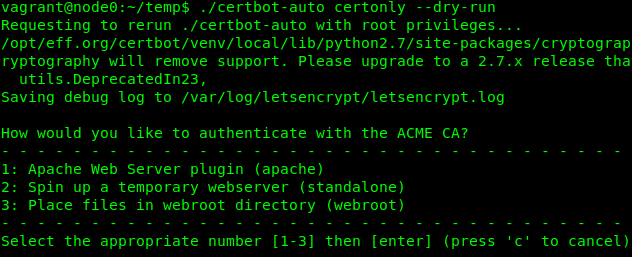 vagrant@node0:~/temp$ ./certbot-auto certonly --dry-run
Requesting to rerun ./certbot-auto with root privileges...
/opt/eff.org/certbot/venv/local/lib/python2.7/site-packages/cryptograp
ryptography will remove support. Please upgrade to a 2.7.x release tha
  utils.DeprecatedIn23,
Saving debug log to /var/log/letsencrypt/letsencrypt.log

How would you like to authenticate with the ACME CA?
- - - - - - - - - - - - - - - - - - - - - - - - - - - - - - - - - - -
1: Apache Web Server plugin (apache)
2: Spin up a temporary webserver (standalone)
3: Place files in webroot directory (webroot)
- - - - - - - - - - - - - - - - - - - - - - - - - - - - - - - - - - -
Select the appropriate number [1-3] then [enter] (press 'c' to cancel)